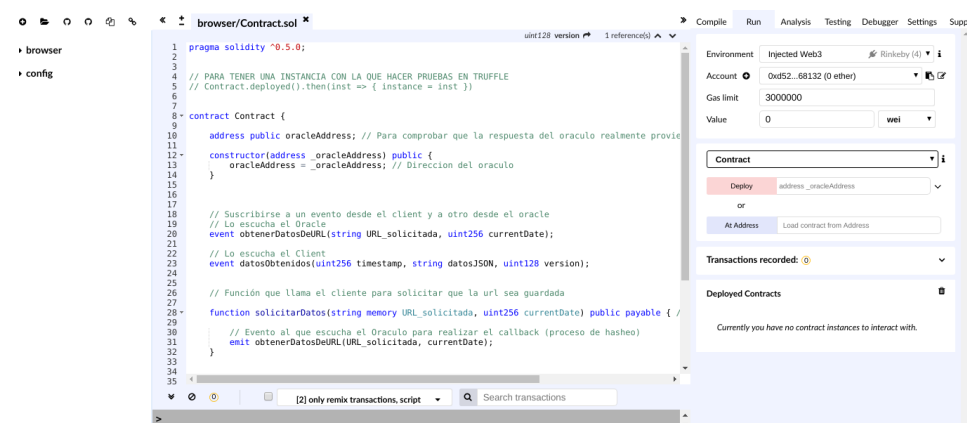 browser/Contract.sol
Compile Run Analysis Testing Debugger Settings Supp
browser
config
uint128 version 1 reference(s)
1 pragma solidity ^0.5.0;
2
3
4 // PARA TENER UNA INSTANCIA CON LA QUE HACER PRUEBAS EN TRUFFLE
5 // Contract.deployed().then(inst => { instance = inst })
6
7
8 contract Contract {
9
10 address public oracleAddress; // Para comprobar que la respuesta del oraculo realmente provie
11
12 constructor(address _oracleAddress) public {
13 oracleAddress = _oracleAddress; // Direccion del oraculo
14 }
15
16
17
18 // Suscribirse a un evento desde el client y a otro desde el oracle
19 // Lo escucha el Oracle
20 event obtenerDatosDeURL(string URL_solicitada, uint256 currentDate);
21
22 // Lo escucha el Client
23 event datosObtenidos(uint256 timestamp, string datosJSON, uint128 version);
24
25
26 // Función que llama el cliente para solicitar que la url sea guardada
27
28 function solicitarDatos(string memory URL_solicitada, uint256 currentDate) public payable { /
29
30 // Evento al que escucha el Oraculo para realizar el callback (proceso de hasheo)
31 emit obtenerDatosDeURL(URL_solicitada, currentDate);
32 }
33
34
35
0
[2] only remix transactions, script
Search transactions
>
Environment Injected Web3 Rinkeby (4) i
Account 0xd52...68132 (0 ether)
Gas limit 3000000
Value 0 wei
Contract i
Deploy address _oracleAddress
or
At Address Load contract from Address
Transactions recorded: 0
Deployed Contracts
Currently you have no contract instances to interact with.